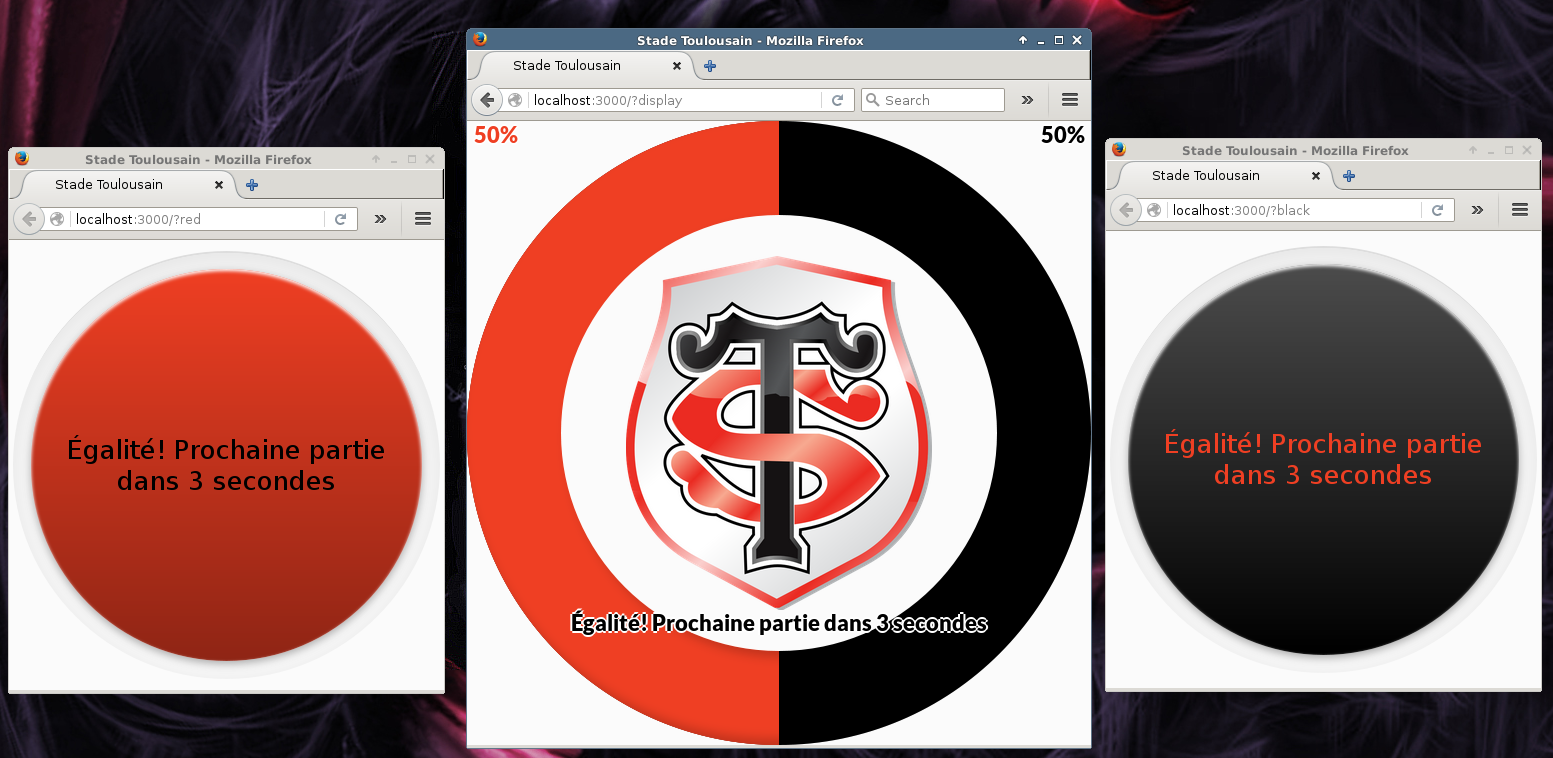 Stade Toulousain - Mozilla Firefox
Stade Toulousain
localhost:3000/?red
Égalité! Prochaine partie
dans 3 secondes
Stade Toulousain - Mozilla Firefox
Stade Toulousain
localhost:3000/?display
Search
50%
50%
ST
Égalité! Prochaine partie dans 3 secondes
Stade Toulousain - Mozilla Firefox
Stade Toulousain
localhost:3000/?black
Égalité! Prochaine partie
dans 3 secondes